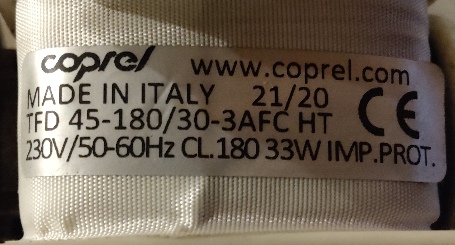 coprel www.coprel.com
MADE IN ITALY 21/20 CE
TFD 45-180/30-3AFC HT
230V/50-60Hz CL.180 33W IMP.PROT.